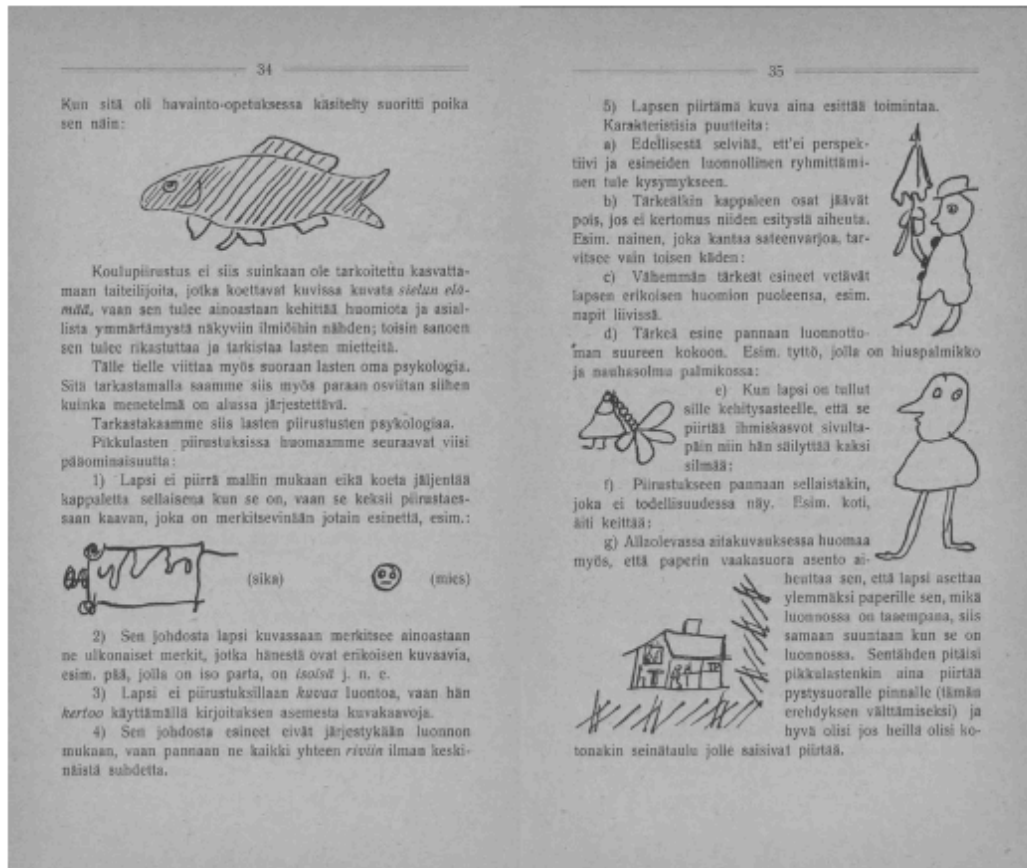 34
Kun sitä oli havainto-opetuksessa käsitelty suoritti poika
sen näin:
Koulupiirustus ei siis suinkaan ole tarkoitettu kasvatta-
maan taiteilijoita, jotka koettavat kuvissa kuvata sielun elä-
mää, vaan sen tulee ainoastaan kehittää huomiota ja asial-
lista ymmärtämystä näkyviin ilmiöihin nähden; toisin sanoen
sen tulee rikastuttaa ja tarkistaa lasten mietteitä.
Tälle tielle viittaa myös suoraan lasten oma psykologia.
Sitä tarkastamalla saamme siis myös paraan osviitan siihen
kuinka menetelmä on alussa järjestettävä.
Tarkastakaamme siis lasten piirustusten psykologiaa.
Pikkulasten piirustuksissa huomaamme seuraavat viisi
pääominaisuutta:
1) Lapsi ei piirrä mallin mukaan eikä koeta jäljentää
kappaletta sellaisena kun se on, vaan se keksii piirustaes-
saan kaavan, joka on merkitsevinään jotain esinettä, esim.:
(sika) (mies)
2) Sen johdosta lapsi kuvassaan merkitsee ainoastaan
ne ulkonaiset merkit, jotka hänestä ovat erikoisen kuvaavia,
esim. pää, jolla on iso parta, on isoisä j. n. e.
3) Lapsi ei piirustuksillaan kuvaa luontoa, vaan hän
kertoo käyttämällä kirjoituksen asemesta kuvakaavoja.
4) Sen johdosta esineet eivät järjestykään luonnon
mukaan, vaan pannaan ne kaikki yhteen riviin ilman keski-
näistä suhdetta.
35
5) Lapsen piirtämä kuva aina esittää toimintaa.
Karakteristisia puutteita:
a) Edellisestä selviää, ett'ei perspek-
tiivi ja esineiden luonnollinen ryhmittämi-
nen tule kysymykseen.
b) Tärkeätkin kappaleen osat jäävät
pois, jos ei kertomus niiden esitystä aiheuta.
Esim. nainen, joka kantaa sateenvarjoa, tar-
vitsee vain toisen käden:
c) Vähemmän tärkeät esineet vetävät
lapsen erikoisen huomion puoleensa, esim.
napit liivissä.
d) Tärkeä esine pannaan luonnotto-
man suureen kokoon. Esim. tyttö, jolla on hiuspalmikko
ja nauhasolmu palmikossa:
e) Kun lapsi on tullut
sille kehitysasteelle, että se
piirtää ihmiskasvot sivulta-
päin niin hän säilyttää kaksi
silmää:
f) Piirustukseen pannaan sellaistakin,
joka ei todellisuudessa näy. Esim. koti,
äiti keittää:
g) Allaolevassa aitakuvauksessa huomaa
myös, että paperin vaakasuora asento ai-
heuttaa sen, että lapsi asettaa
ylemmäksi paperille sen, mikä
luonnossa on taempana, siis
samaan suuntaan kun se on
luonnossa. Sentähden pitäisi
pikkulastenkin aina piirtää
pystysuoralle pinnalle (tämän
erehdyksen välttämiseksi) ja
hyvä olisi jos heillä olisi ko-
tonakin seinätaulu jolle saisivat piirtää.